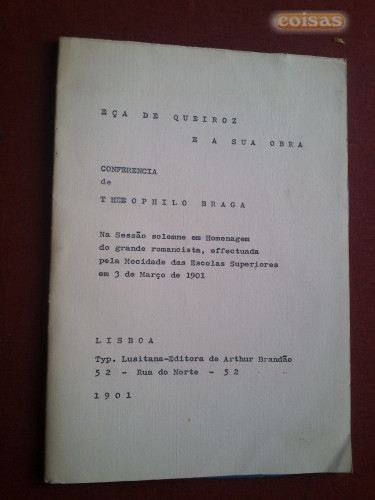 coisas
EÇA DE QUEIROZ
E A SUA OBRA
CONFERENCIA
de
THEOPHILO BRAGA
Na Sessão solomne em Homenagem
do grande romancista, effectuada
pela Mocidade das Escolas Superiores
em 3 de Março de 1901
LISBOA
Typ. Lusitana-Editora de Arthur Brandão
52 - Rua do Norte - 52
1901